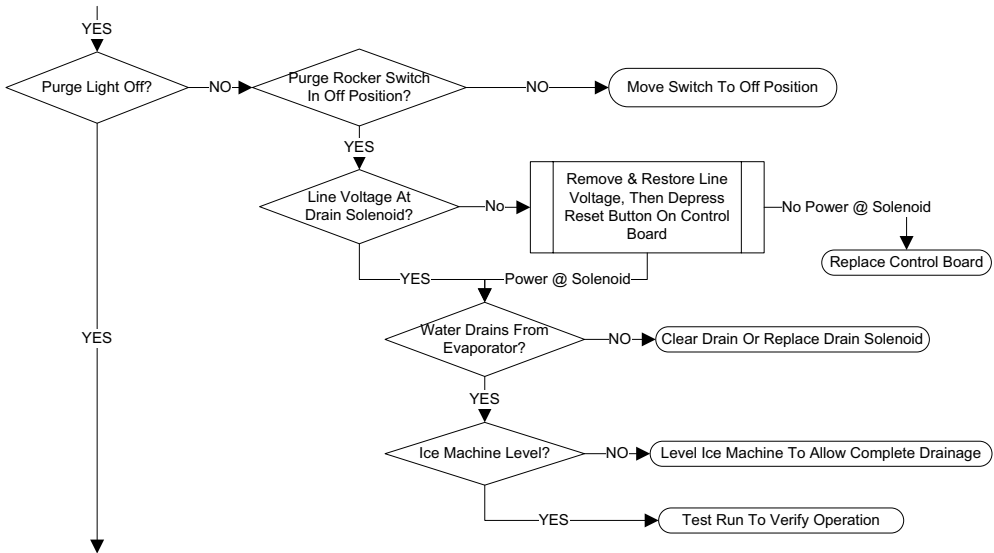 YES
Purge Light Off?
NO
Purge Rocker Switch
In Off Position?
NO
Move Switch To Off Position
YES
Line Voltage At
Drain Solenoid?
No
Remove & Restore Line
Voltage, Then Depress
Reset Button On Control
Board
No Power @ Solenoid
Replace Control Board
YES
Power @ Solenoid
Water Drains From
Evaporator?
NO
Clear Drain Or Replace Drain Solenoid
YES
YES
Ice Machine Level?
NO
Level Ice Machine To Allow Complete Drainage
YES
Test Run To Verify Operation